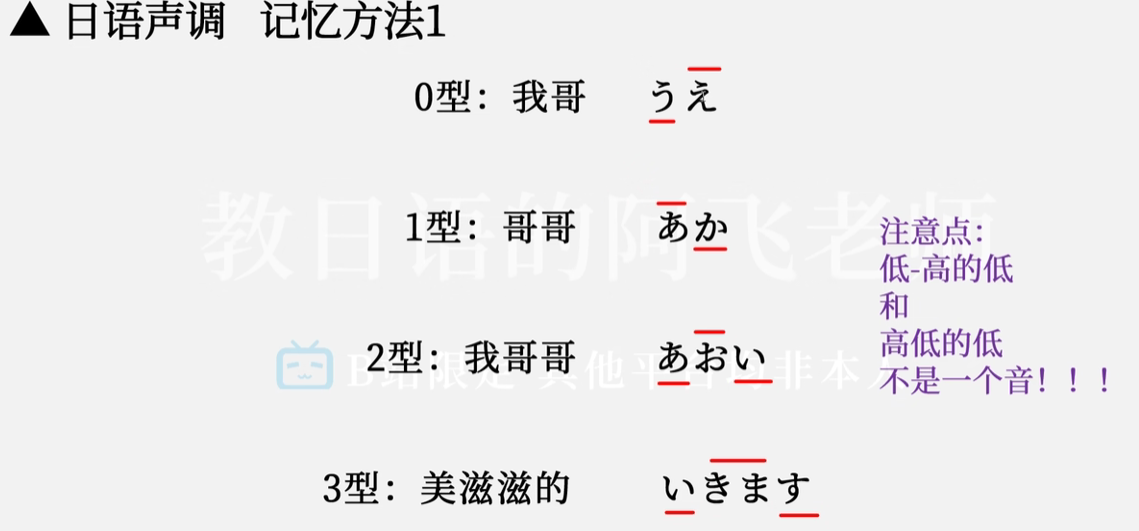 ▲ 日语声调 记忆方法1
0型：我哥 うえ
教日语的阿飞老师
1型：哥哥 あか
注意点：
低-高的低
和
高低的低
不是一个音！！！
2型：我哥哥 あおい
B站限定 其他平台均非本人
3型：美滋滋的 いきます